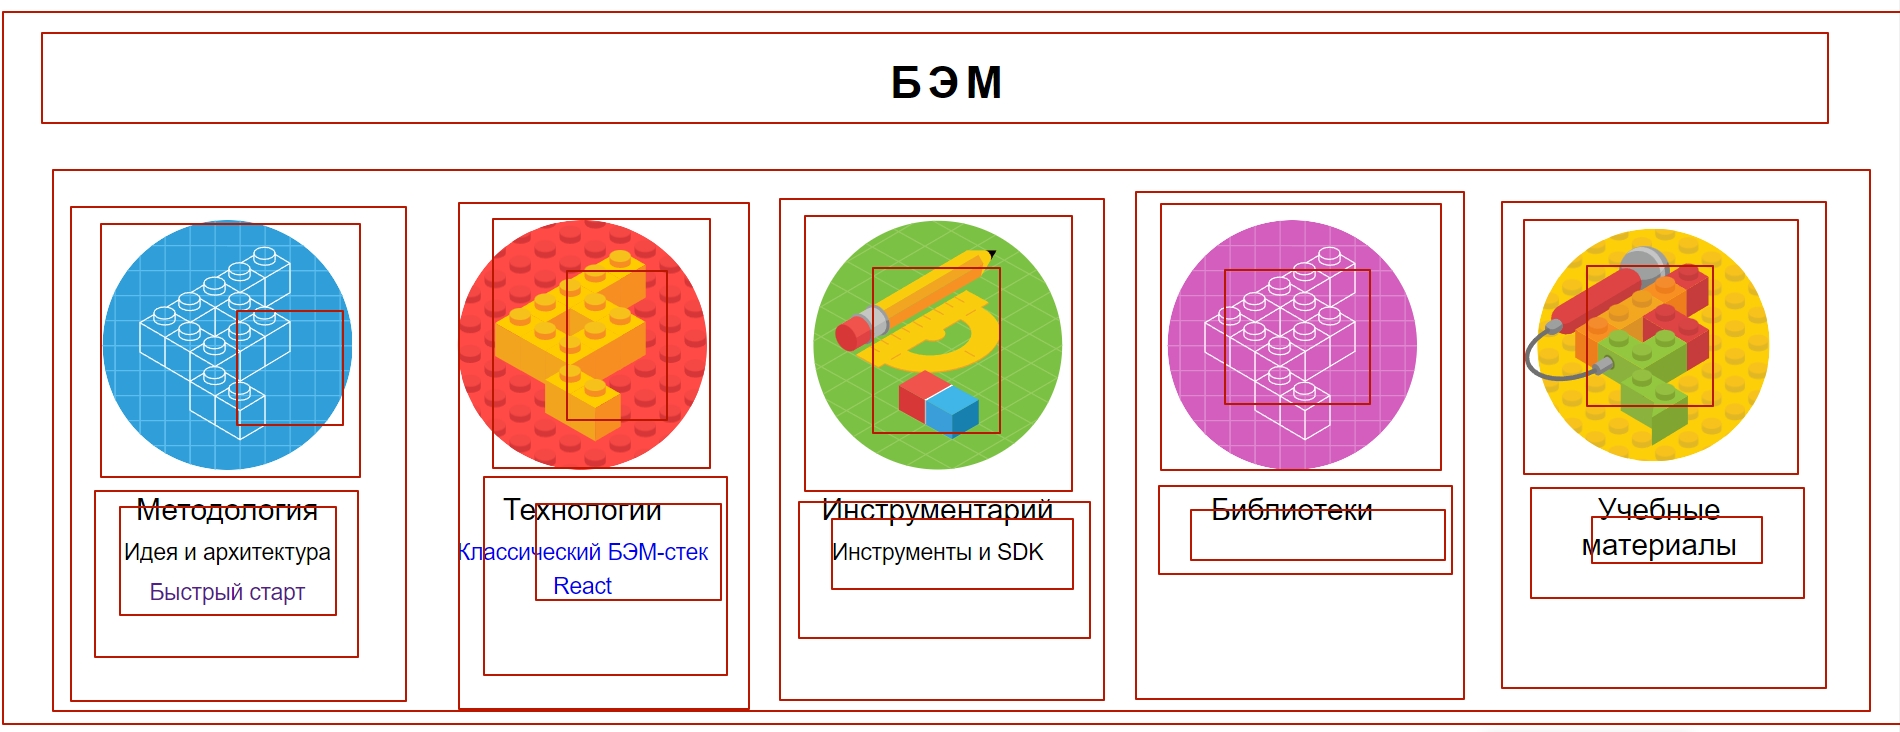 БЭМ
Методология
Идея и архитектура
Быстрый старт
Технологии
Классический БЭМ-стек
React
Инструментарий
Инструменты и SDK
Библиотеки
Учебные
материалы